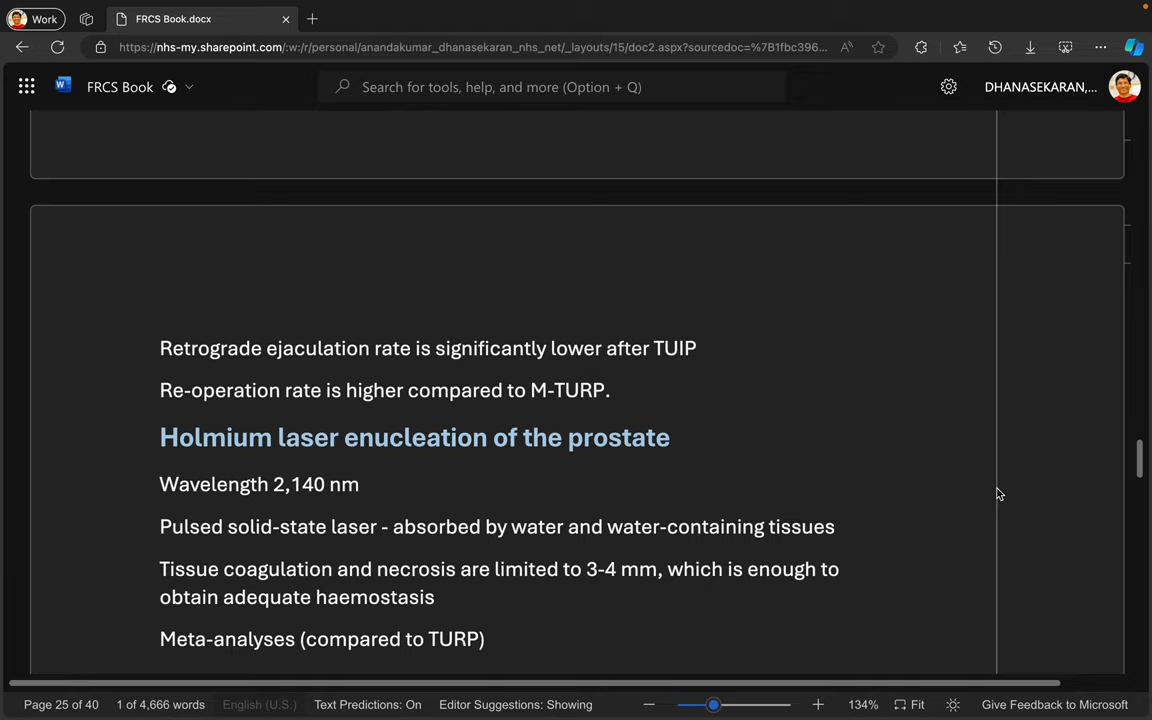 Work
FRCS Book.docx
https://nhs-my.sharepoint.com/:w:/r/personal/anandakumar_dhanasekaran_nhs_net/_layouts/15/doc2.aspx?sourcedoc=%7B1fbc396...
FRCS Book
Search for tools, help, and more (Option + Q)
DHANASEKARAN,...
Retrograde ejaculation rate is significantly lower after TUIP
Re-operation rate is higher compared to M-TURP.
Holmium laser enucleation of the prostate
Wavelength 2,140 nm
Pulsed solid-state laser - absorbed by water and water-containing tissues
Tissue coagulation and necrosis are limited to 3-4 mm, which is enough to
obtain adequate haemostasis
Meta-analyses (compared to TURP)
Page 25 of 40 1 of 4,666 words English (U.S.) Text Predictions: On Editor Suggestions: Showing 134% Fit Give Feedback to Microsoft